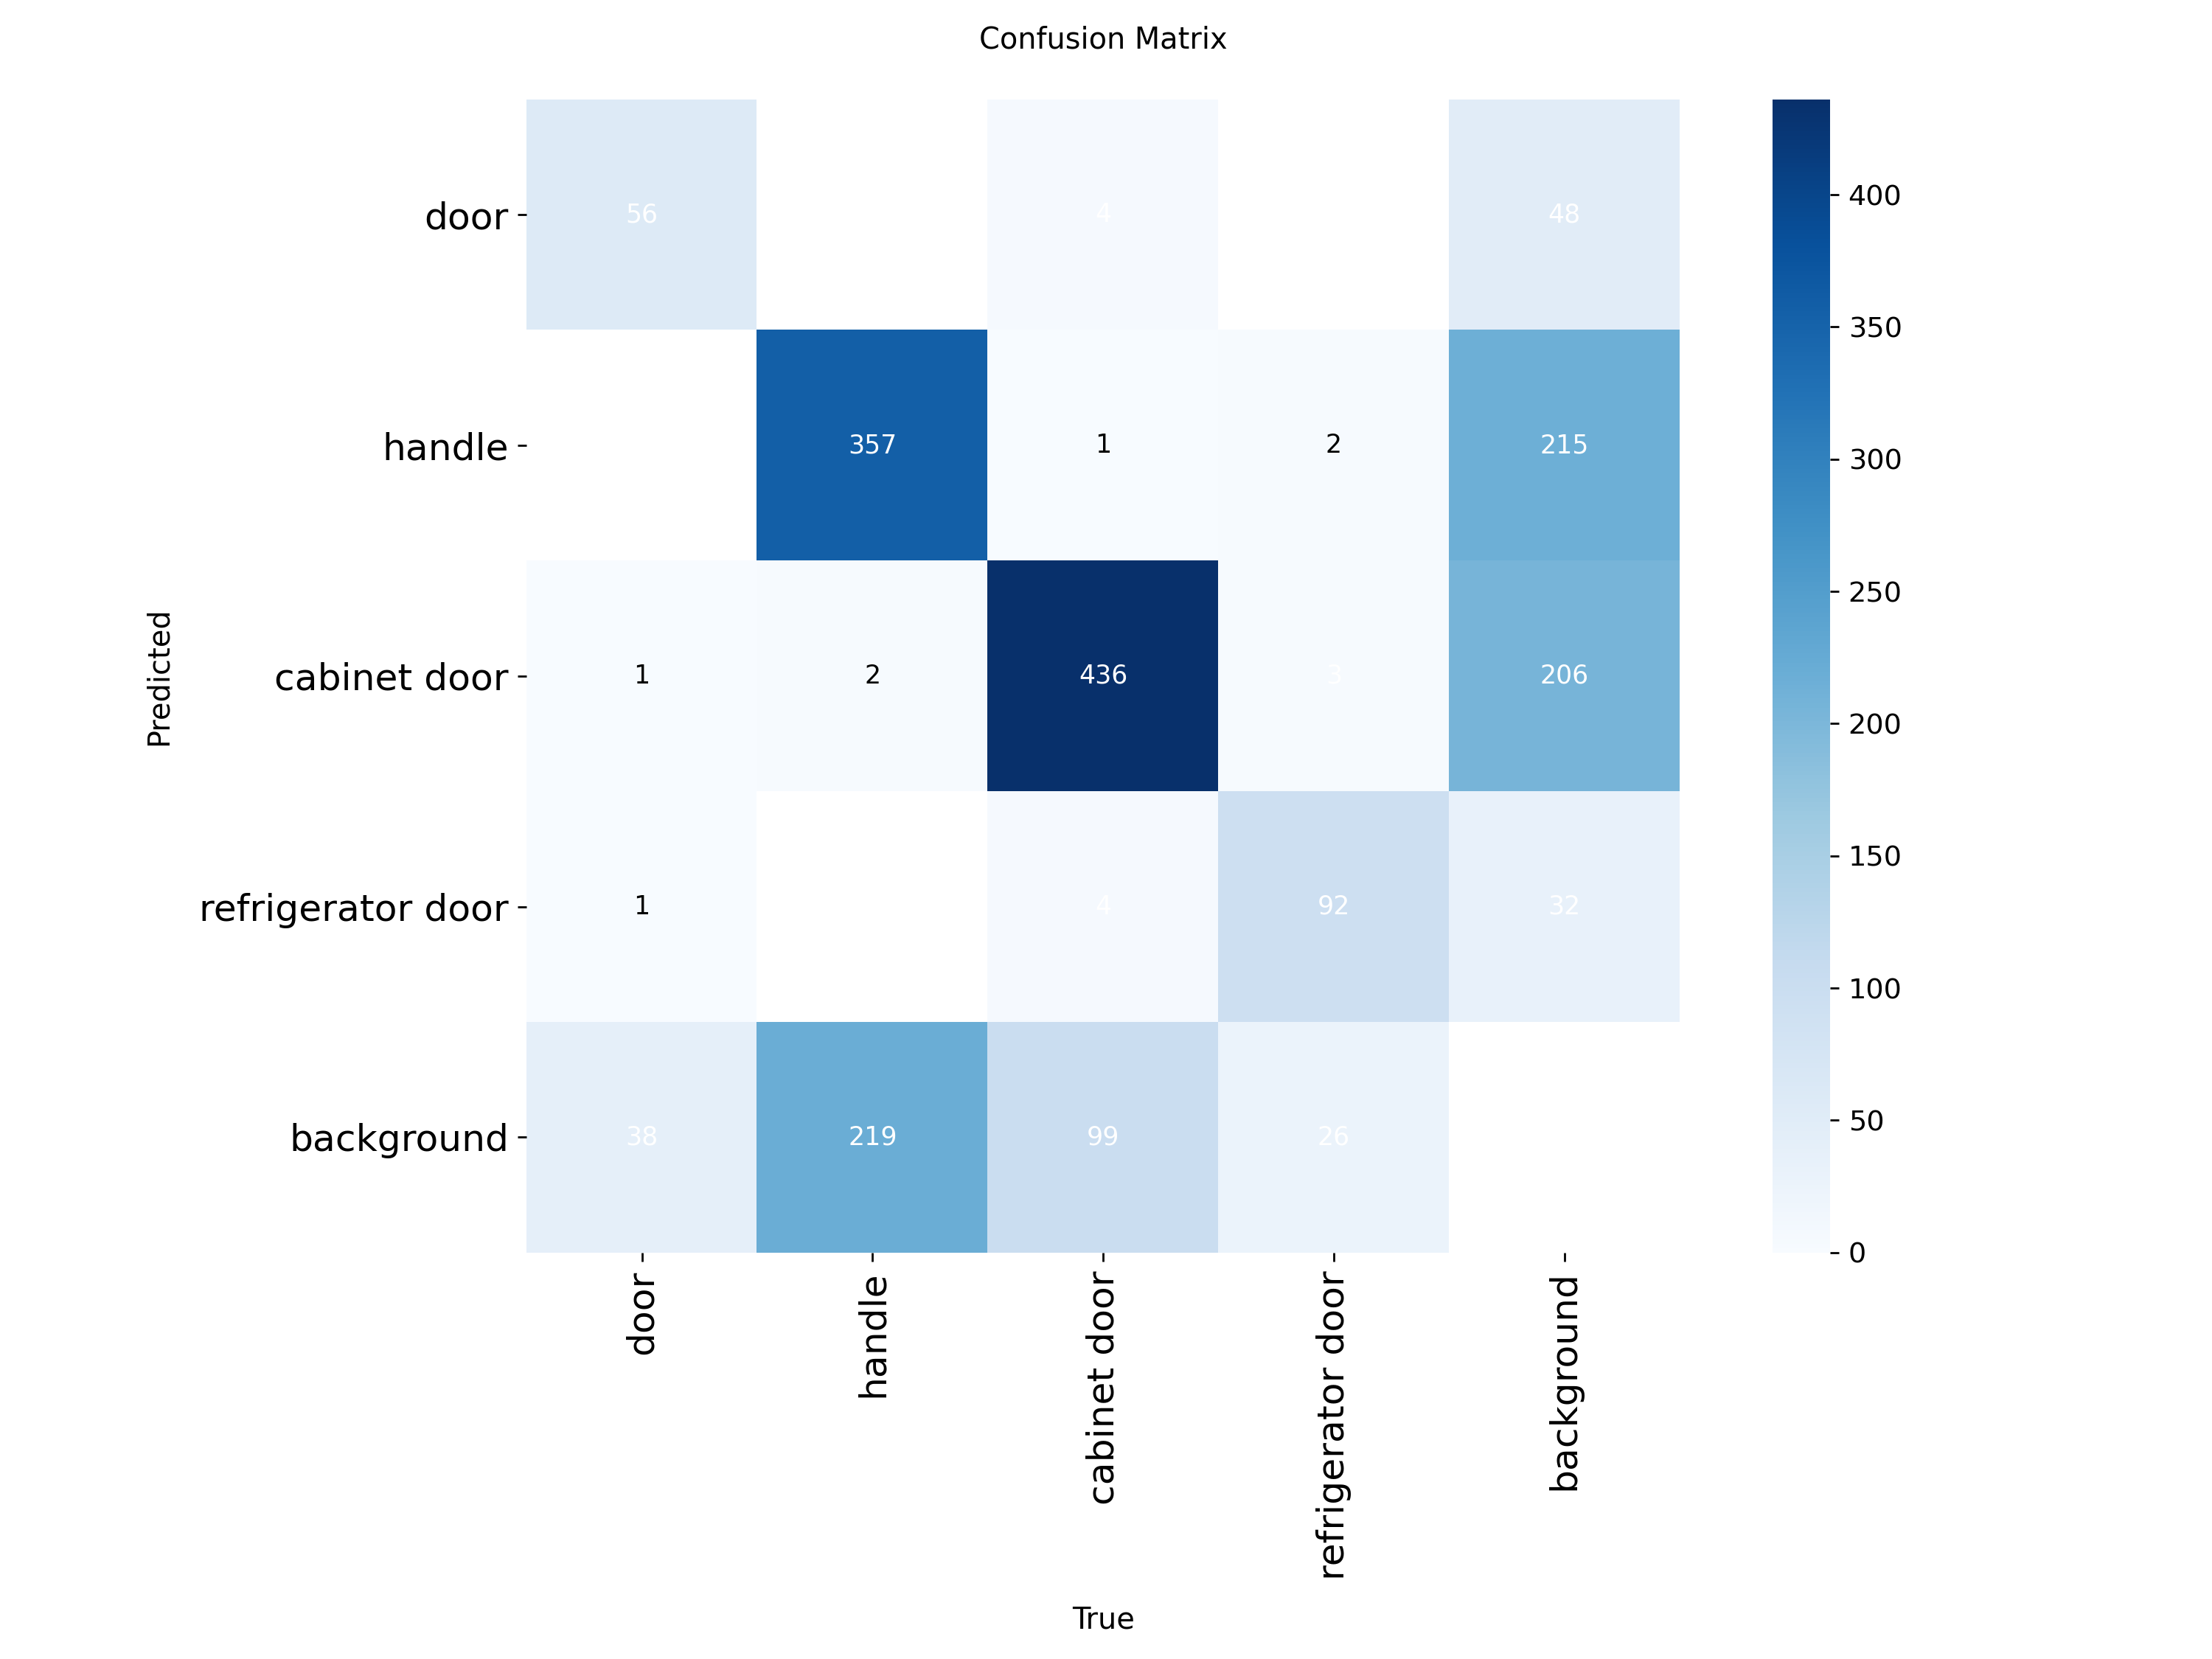 Confusion Matrix
door
56
4
48
400
350
handle
357
1
2
215
300
250
Predicted
cabinet door
1
2
436
3
206
200
150
refrigerator door
1
4
92
32
100
50
background
38
219
99
26
0
door
handle
cabinet door
refrigerator door
background
True